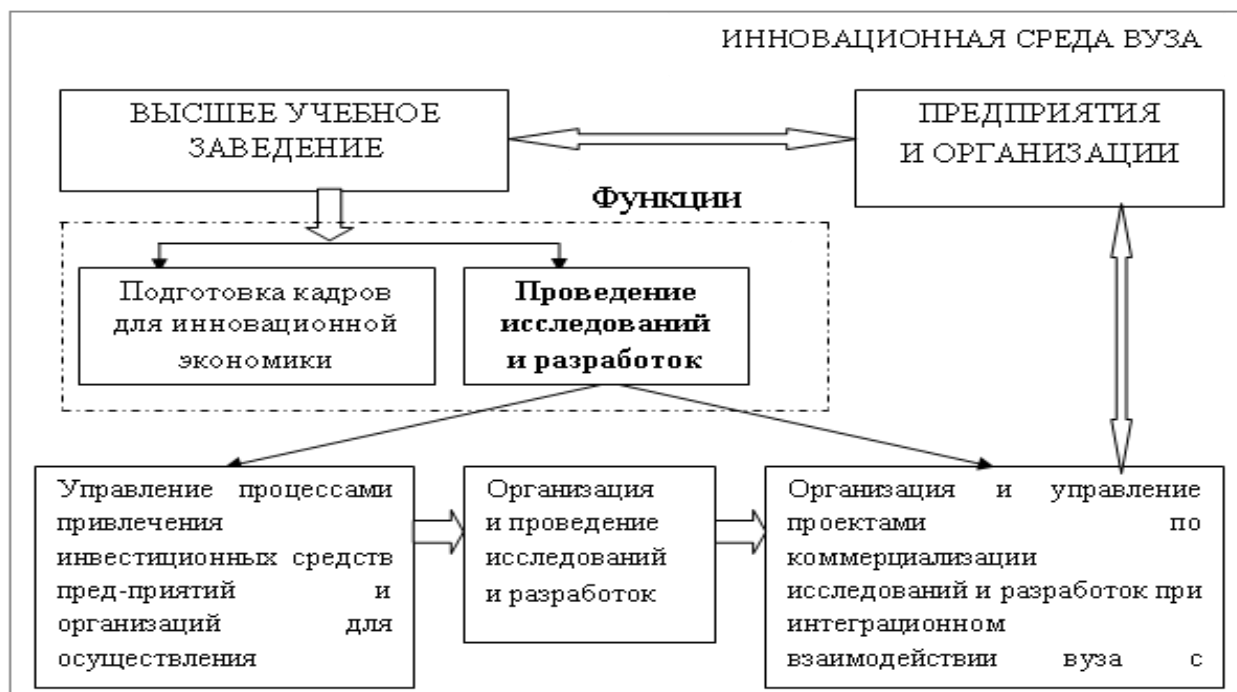 ИННОВАЦИОННАЯ СРЕДА ВУЗА
ВЫСШЕЕ УЧЕБНОЕ
ЗАВЕДЕНИЕ
ПРЕДПРИЯТИЯ
И ОРГАНИЗАЦИИ
Функции
Подготовка кадров
для инновационной
экономики
Проведение
исследований
и разработок
Управление процессами
привлечения
инвестиционных средств
пред-приятий и
организаций для
осуществления
Организация
и проведение
исследований
и разработок
Организация и управление
проектами по
коммерциализации
исследований и разработок при
интеграционном
взаимодействии вуза с